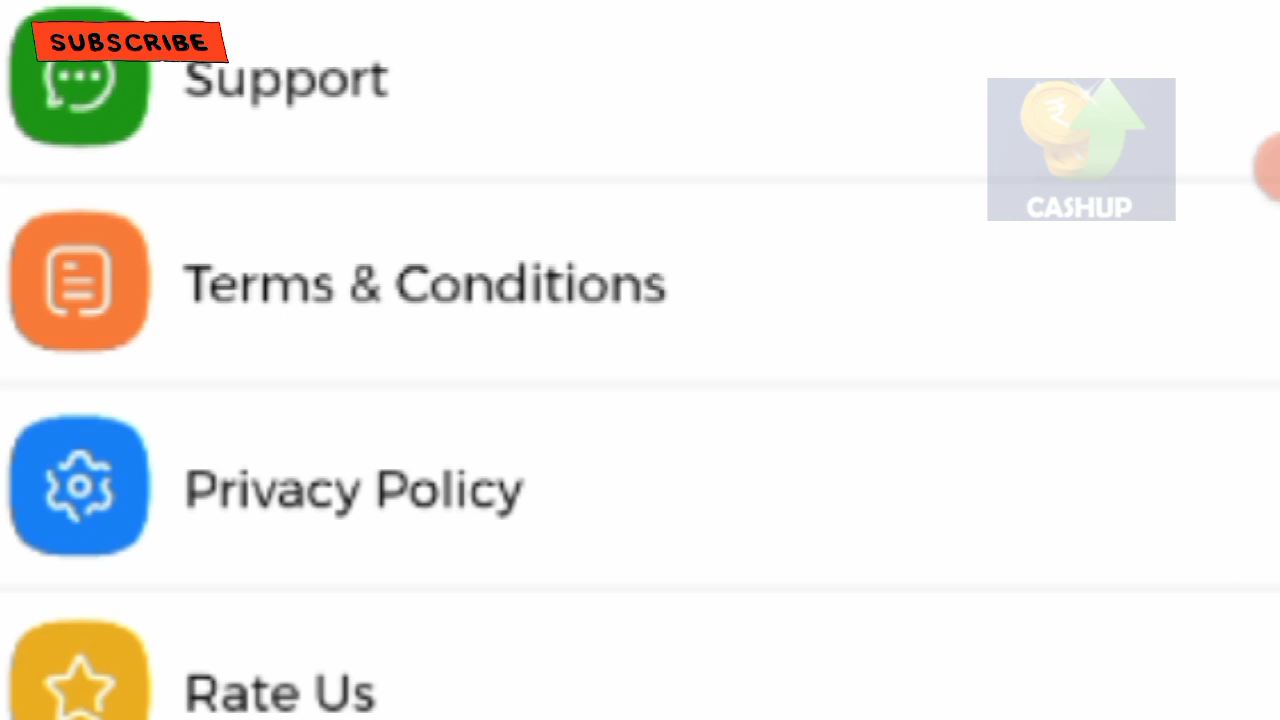 SUBSCRIBE
Support
CASHUP
Terms & Conditions
Privacy Policy
Rate Us